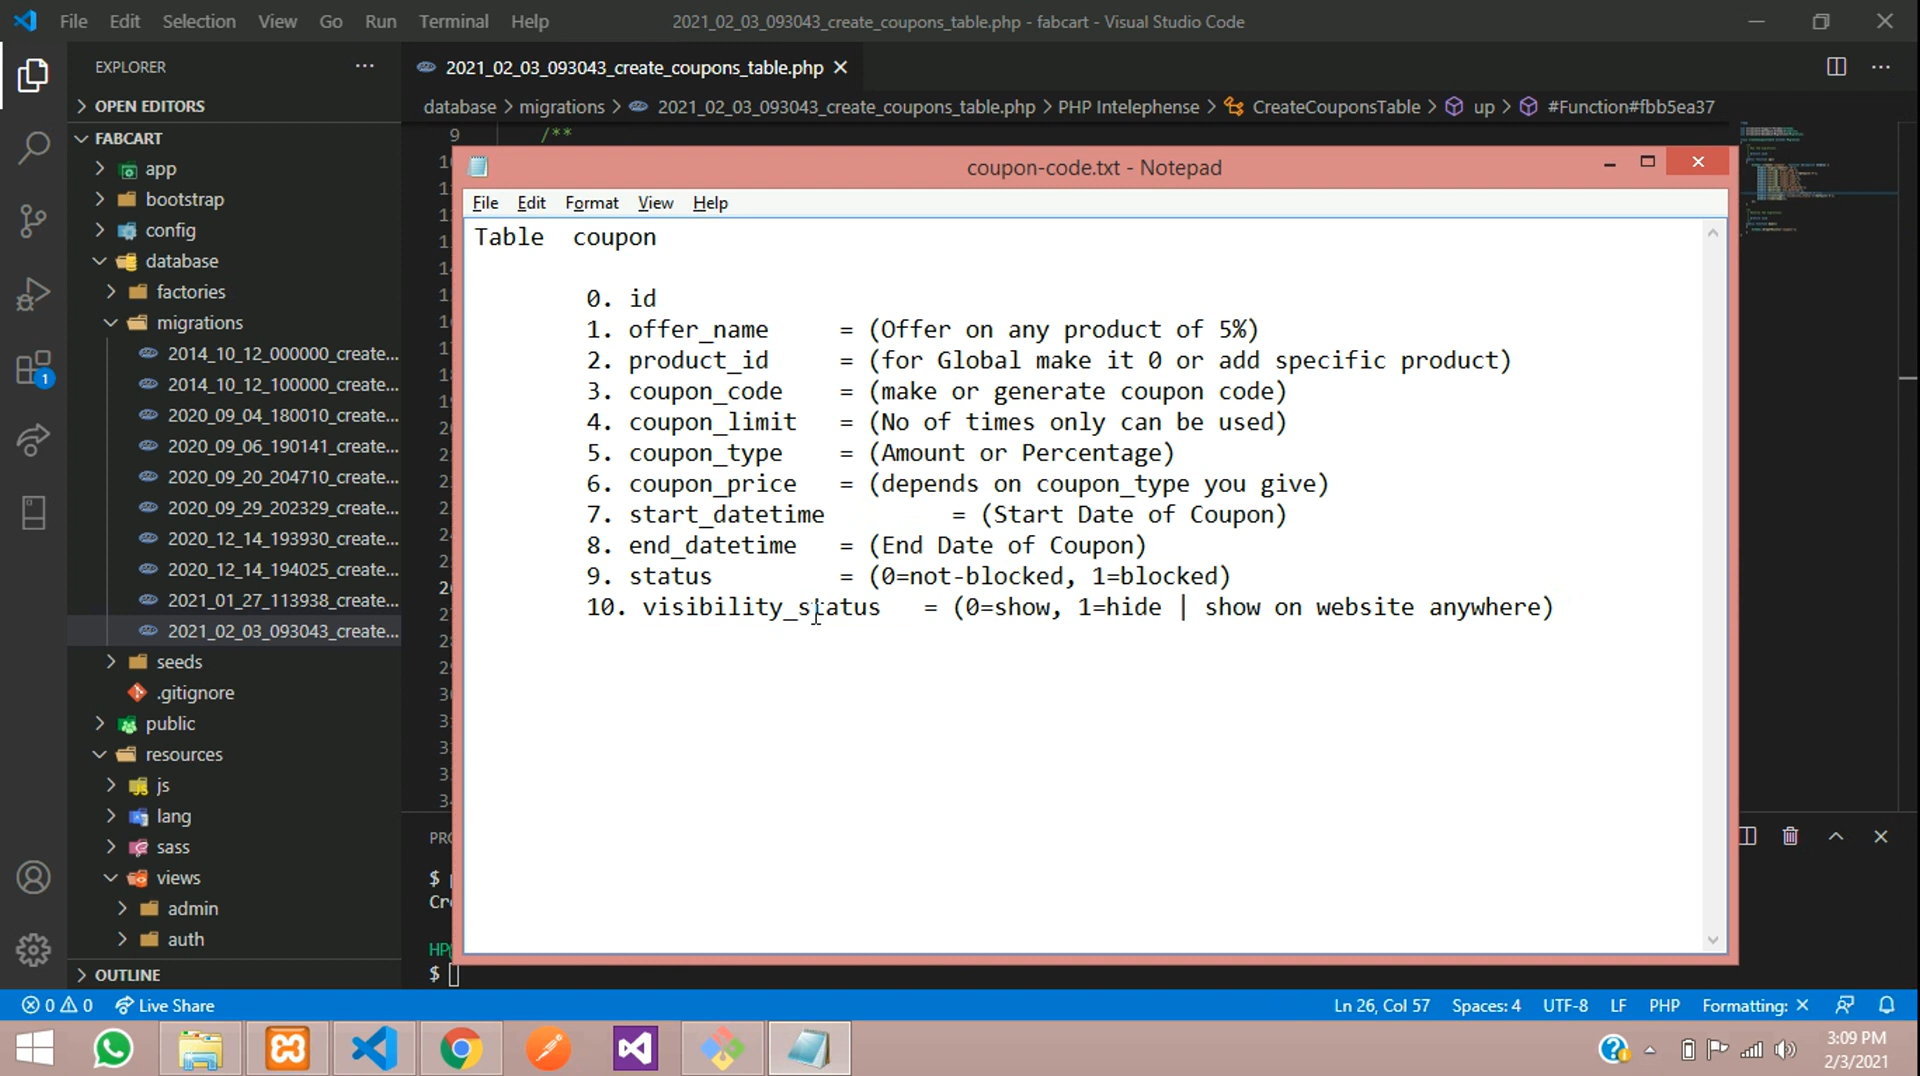 File Edit Selection View Go Run Terminal Help 2021_02_03_093043_create_coupons_table.php - fabcart - Visual Studio Code
EXPLORER
2021_02_03_093043_create_coupons_table.php
OPEN EDITORS
database > migrations > 2021_02_03_093043_create_coupons_table.php > PHP Intelephense > CreateCouponsTable > up > #Function#fbb5ea37
FABCART
app
bootstrap
config
database
factories
migrations
2014_10_12_000000_create...
2014_10_12_100000_create...
2020_09_04_180010_create...
2020_09_06_190141_create...
2020_09_20_204710_create...
2020_09_29_202329_create...
2020_12_14_193930_create...
2020_12_14_194025_create...
2021_01_27_113938_create...
2021_02_03_093043_create...
seeds
.gitignore
public
resources
js
lang
sass
views
admin
auth
OUTLINE
9 /**
coupon-code.txt - Notepad
File Edit Format View Help
Table coupon
0. id
1. offer_name = (Offer on any product of 5%)
2. product_id = (for Global make it 0 or add specific product)
3. coupon_code = (make or generate coupon code)
4. coupon_limit = (No of times only can be used)
5. coupon_type = (Amount or Percentage)
6. coupon_price = (depends on coupon_type you give)
7. start_datetime = (Start Date of Coupon)
8. end_datetime = (End Date of Coupon)
9. status = (0=not-blocked, 1=blocked)
10. visibility_status = (0=show, 1=hide | show on website anywhere)
$
$
1
0 0 Live Share Ln 26, Col 57 Spaces: 4 UTF-8 LF PHP Formatting: ×
3:09 PM
2/3/2021